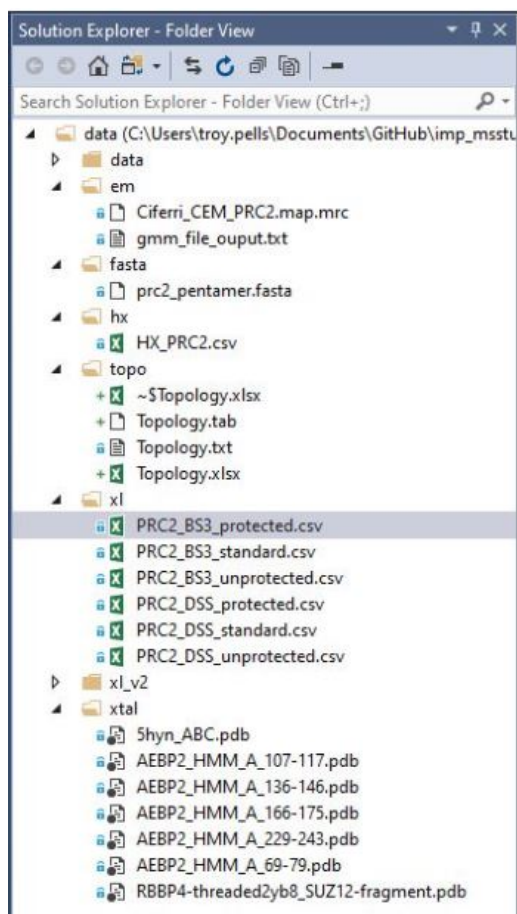 Solution Explorer - Folder View
Search Solution Explorer - Folder View (Ctrl+;)
data (C:\Users\troy.pells\Documents\GitHub\imp_msstu
data
em
Ciferri_CEM_PRC2.map.mrc
gmm_file_ouput.txt
fasta
prc2_pentamer.fasta
hx
HX_PRC2.csv
topo
~$Topology.xlsx
Topology.tab
Topology.txt
Topology.xlsx
xl
PRC2_BS3_protected.csv
PRC2_BS3_standard.csv
PRC2_BS3_unprotected.csv
PRC2_DSS_protected.csv
PRC2_DSS_standard.csv
PRC2_DSS_unprotected.csv
xl_v2
xtal
5hyn_ABC.pdb
AEBP2_HMM_A_107-117.pdb
AEBP2_HMM_A_136-146.pdb
AEBP2_HMM_A_166-175.pdb
AEBP2_HMM_A_229-243.pdb
AEBP2_HMM_A_69-79.pdb
RBBP4-threaded2yb8_SUZ12-fragment.pdb